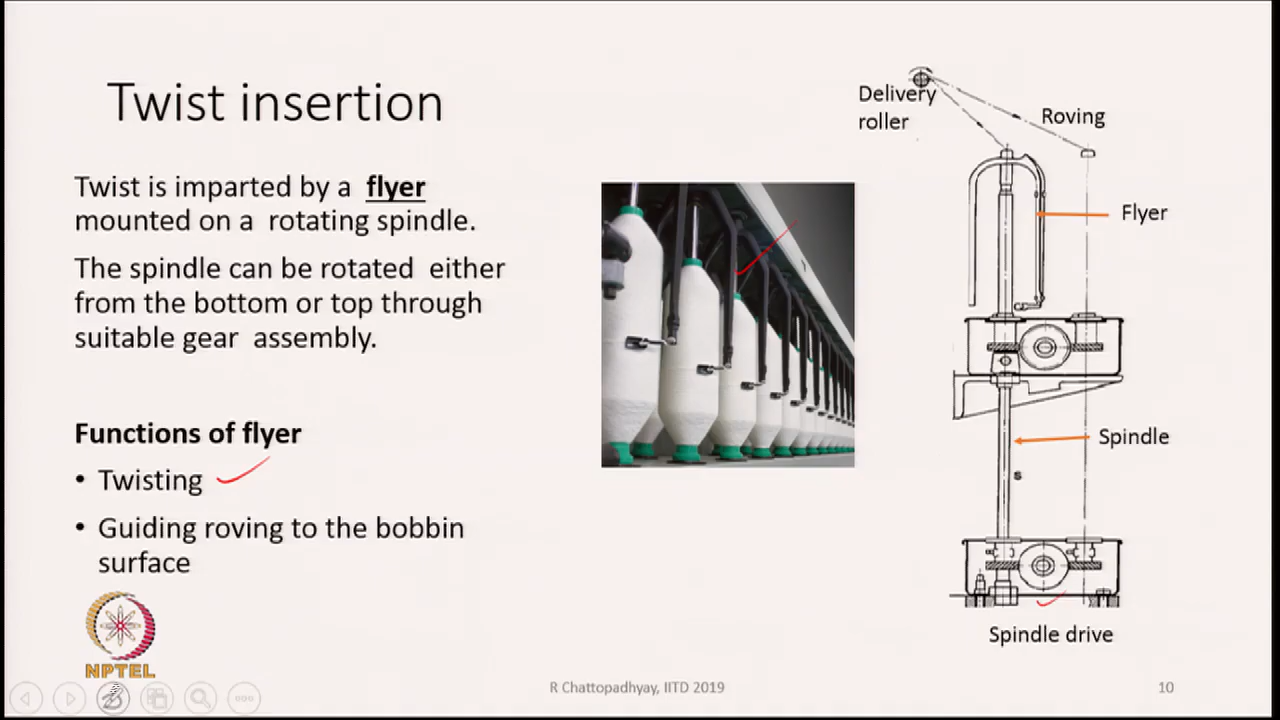 Twist insertion
Twist is imparted by a flyer
mounted on a rotating spindle.
The spindle can be rotated either
from the bottom or top through
suitable gear assembly.
Functions of flyer
• Twisting
• Guiding roving to the bobbin
surface
Delivery
roller
Roving
Flyer
Spindle
Spindle drive
NPTEL
R Chattopadhyay, IITD 2019
10